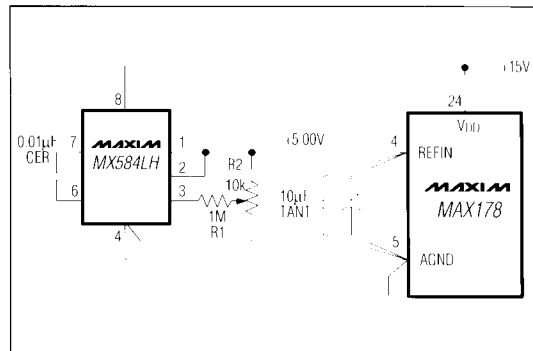 +15V
24
8
VDD
0.01µF
CER
7
MAXIM
MX584LH
1
2
6
3
4
R2
10k
1M
R1
+5.00V
10µF
TANT
4
REFIN
MAXIM
MAX178
5
AGND